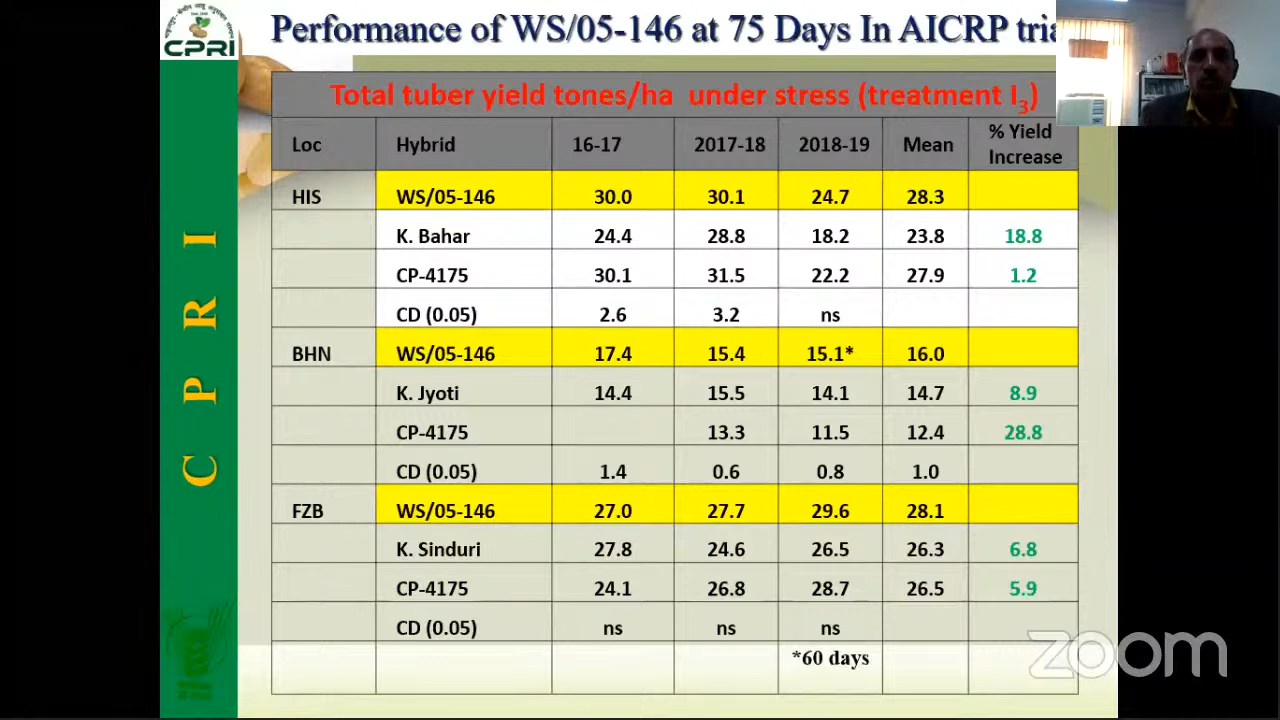 CPRI
Performance of WS/05-146 at 75 Days In AICRP tria
Total tuber yield tones/ha under stress (treatment I3)
Loc Hybrid 16-17 2017-18 2018-19 Mean % Yield Increase
HIS WS/05-146 30.0 30.1 24.7 28.3
K. Bahar 24.4 28.8 18.2 23.8 18.8
CP-4175 30.1 31.5 22.2 27.9 1.2
CD (0.05) 2.6 3.2 ns
BHN WS/05-146 17.4 15.4 15.1* 16.0
K. Jyoti 14.4 15.5 14.1 14.7 8.9
CP-4175 13.3 11.5 12.4 28.8
CD (0.05) 1.4 0.6 0.8 1.0
FZB WS/05-146 27.0 27.7 29.6 28.1
K. Sinduri 27.8 24.6 26.5 26.3 6.8
CP-4175 24.1 26.8 28.7 26.5 5.9
CD (0.05) ns ns ns
*60 days
C P R I
zoom